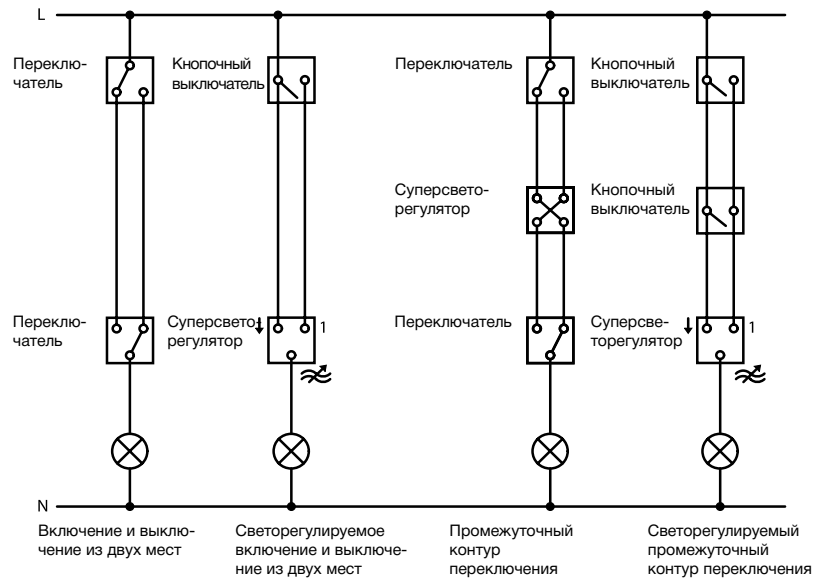 L
Переклю-
чатель
Кнопочный
выключатель
Переключатель
Кнопочный
выключатель
Суперсвето-
регулятор
Кнопочный
выключатель
Переклю-
чатель
Суперсвето-
регулятор
1
Переключатель
Суперсве-
торегулятор
1
N
Включение и выклю-
чение из двух мест
Светорегулируемое
включение и выключе-
ние из двух мест
Промежуточный
контур
переключения
Светорегулируемый
промежуточный
контур переключения